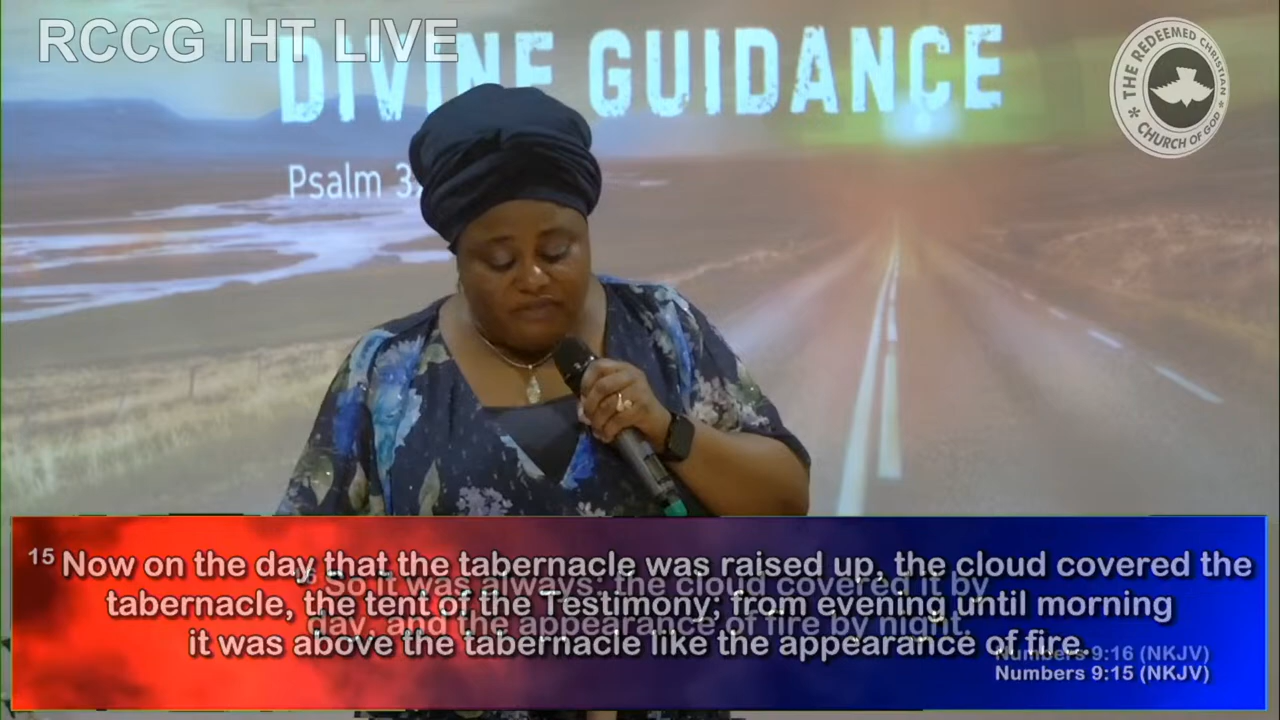 RCCG IHT LIVE
DIVINE GUIDANCE
Psalm 32
THE REDEEMED CHRISTIAN
CHURCH OF GOD
15 Now on the day that the tabernacle was raised up, the cloud covered the
tabernacle, the tent of the Testimony; from evening until morning
it was above the tabernacle like the appearance of fire.
Numbers 9:15 (NKJV)
16 So it was always: the cloud covered it by
day, and the appearance of fire by night.
Numbers 9:16 (NKJV)